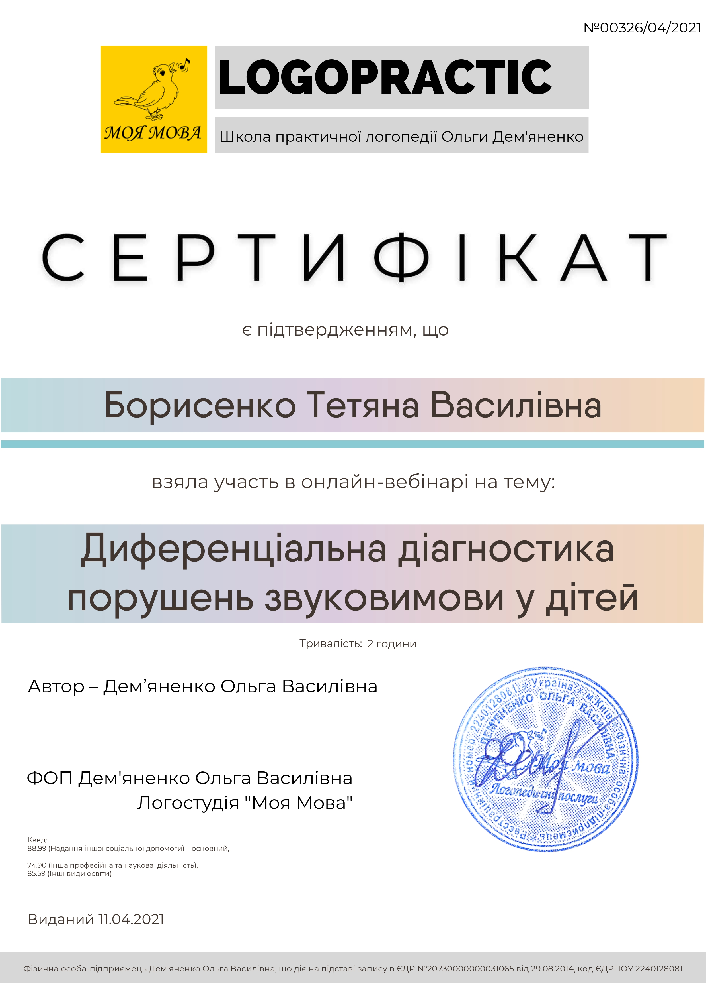 №00326/04/2021
МОЯ МОВА
LOGOPRACTIC
Школа практичної логопедії Ольги Дем'яненко
СЕРТИФІКАТ
є підтвердженням, що
Борисенко Тетяна Василівна
взяла участь в онлайн-вебінарі на тему:
Диференціальна діагностика
порушень звуковимови у дітей
Тривалість: 2 години
Автор – Дем’яненко Ольга Василівна
ФОП Дем'яненко Ольга Василівна
Логостудія "Моя Мова"
Квед:
88.99 (Надання іншої соціальної допомоги) – основний,
74.90 (Інша професійна та наукова діяльність),
85.59 (Інші види освіти)
Україна * м.Київ * Фізична особа-підприємець * Реєстраційний номер 2240128081 *
ДЕМ'ЯНЕНКО ОЛЬГА ВАСИЛІВНА
Моя мова
Логопедичні послуги
Виданий 11.04.2021
Фізична особа-підприємець Дем'яненко Ольга Василівна, що діє на підставі запису в ЄДР №20730000000031065 від 29.08.2014, код ЄДРПОУ 2240128081